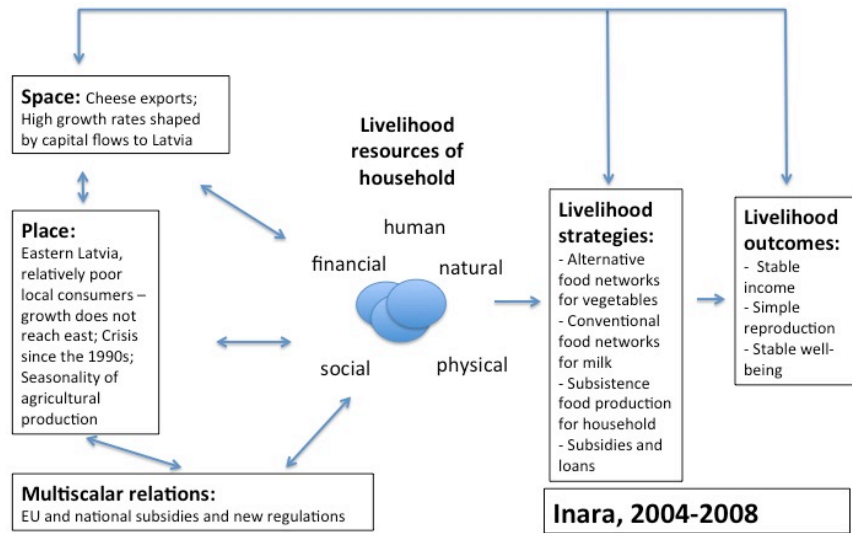 Space: Cheese exports;
High growth rates shaped
by capital flows to Latvia
Place:
Eastern Latvia,
relatively poor
local consumers –
growth does not
reach east; Crisis
since the 1990s;
Seasonality of
agricultural
production
Multiscalar relations:
EU and national subsidies and new regulations
Livelihood
resources of
household
human
financial
natural
social
physical
Livelihood
strategies:
- Alternative
food networks
for vegetables
- Conventional
food networks
for milk
- Subsistence
food production
for household
- Subsidies and
loans
Livelihood
outcomes:
- Stable
income
- Simple
reproduction
- Stable well-
being
Inara, 2004-2008